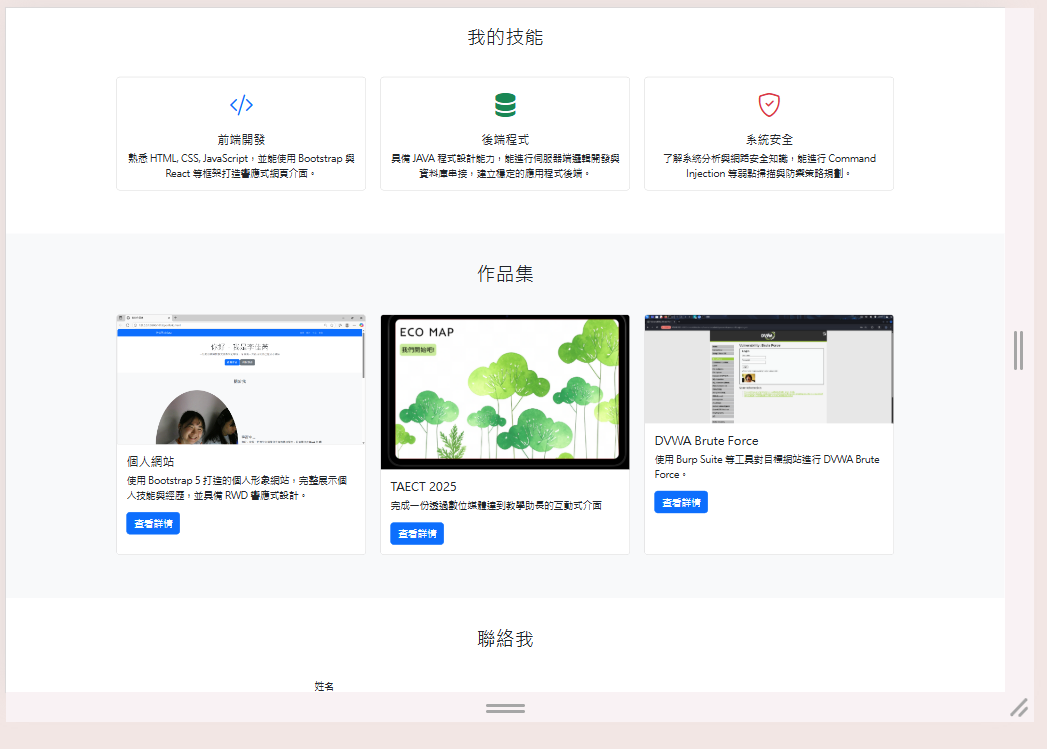 我的技能
前端開發
熟悉 HTML, CSS, JavaScript，並能使用 Bootstrap 與
React 等框架打造響應式網頁介面。
後端程式
具備 JAVA 程式設計能力，能進行伺服器端邏輯開發與
資料庫串接，建立穩定的應用程式後端。
系統安全
了解系統分析與網路安全知識，能進行 Command
Injection 等弱點掃描與防禦策略規劃。
作品集
個人網站
使用 Bootstrap 5 打造的個人形象網站，完整展示個
人技能與經歷，並具備 RWD 響應式設計。
查看詳情
ECO MAP
我們開始吧!
TAECT 2025
完成一份透過數位媒體達到教學助長的互動式介面
查看詳情
DVWA
Vulnerability: Brute Force
DVWA Brute Force
使用 Burp Suite 等工具對目標網站進行 DVWA Brute
Force。
查看詳情
聯絡我
姓名